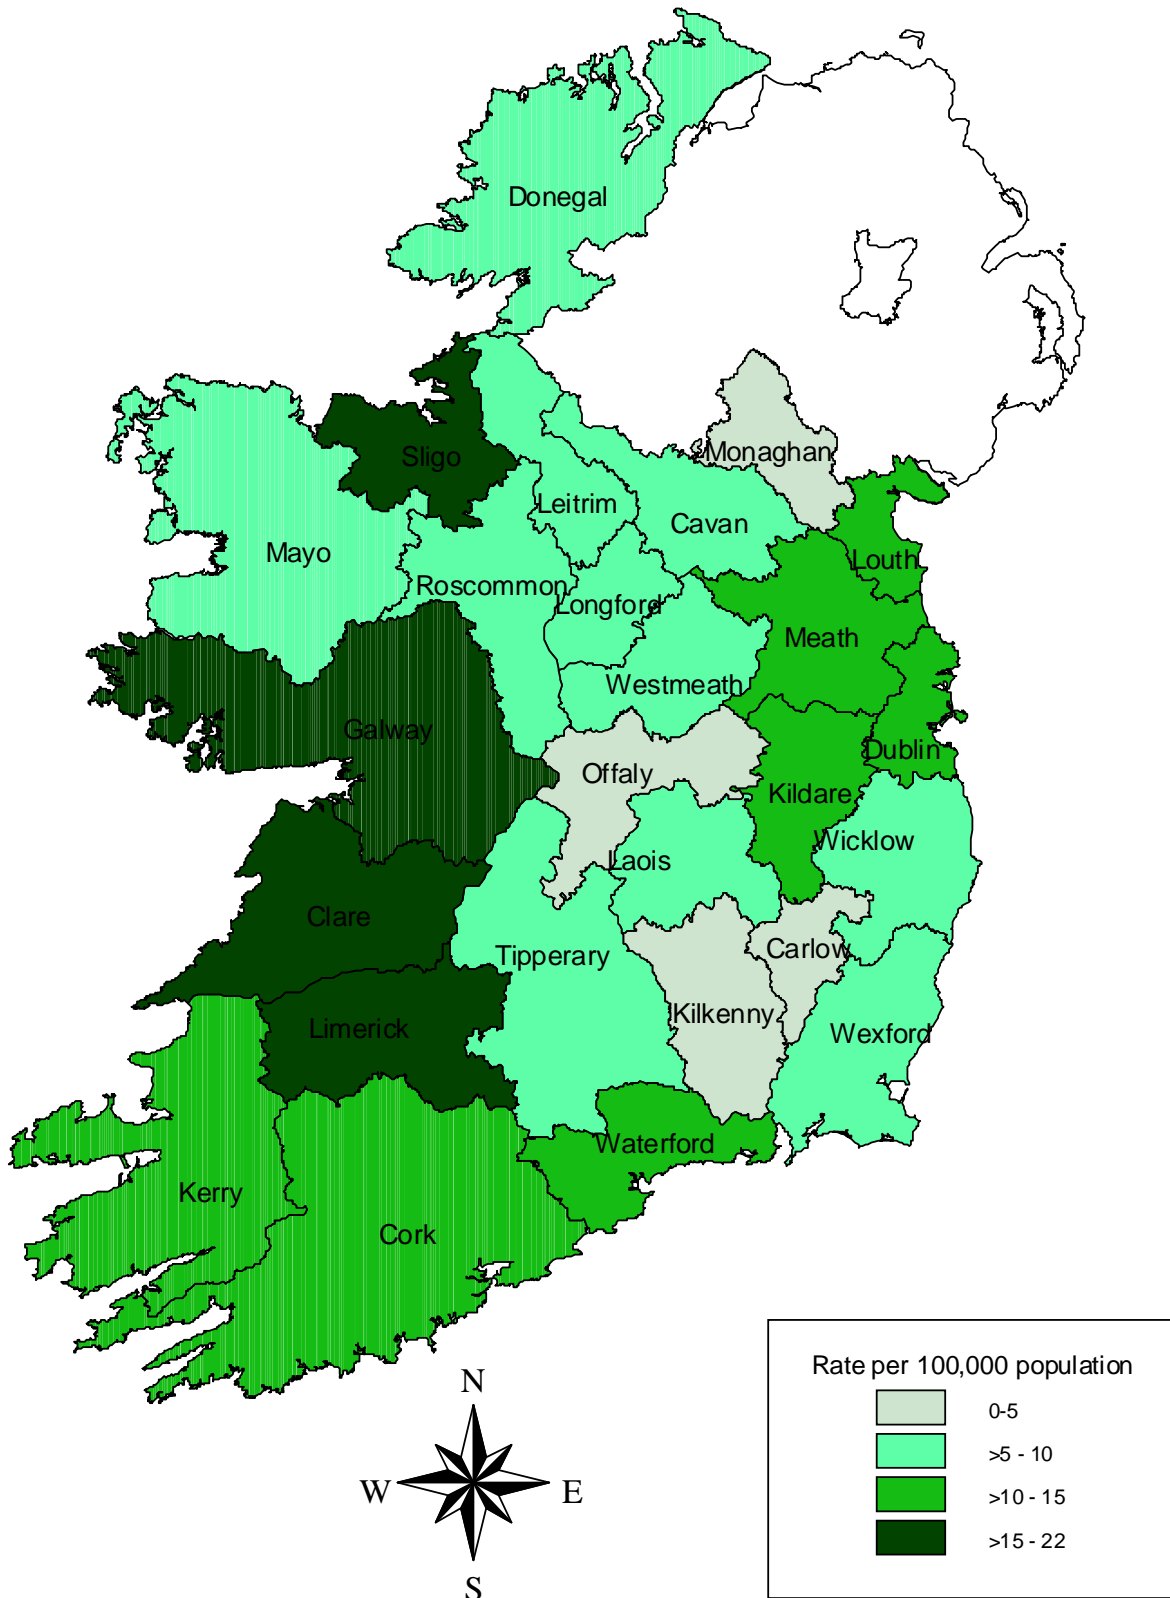 Donegal
Monaghan
Sligo
Leitrim
Cavan
Mayo
Louth
Roscommon
Longford
Meath
Westmeath
Galway
Dublin
Offaly
Kildare
Wicklow
Laois
Clare
Carlow
Tipperary
Kilkenny
Limerick
Wexford
Waterford
Kerry
Cork
Rate per 100,000 population
0-5
>5 - 10
>10 - 15
>15 - 22
N
W
E
S